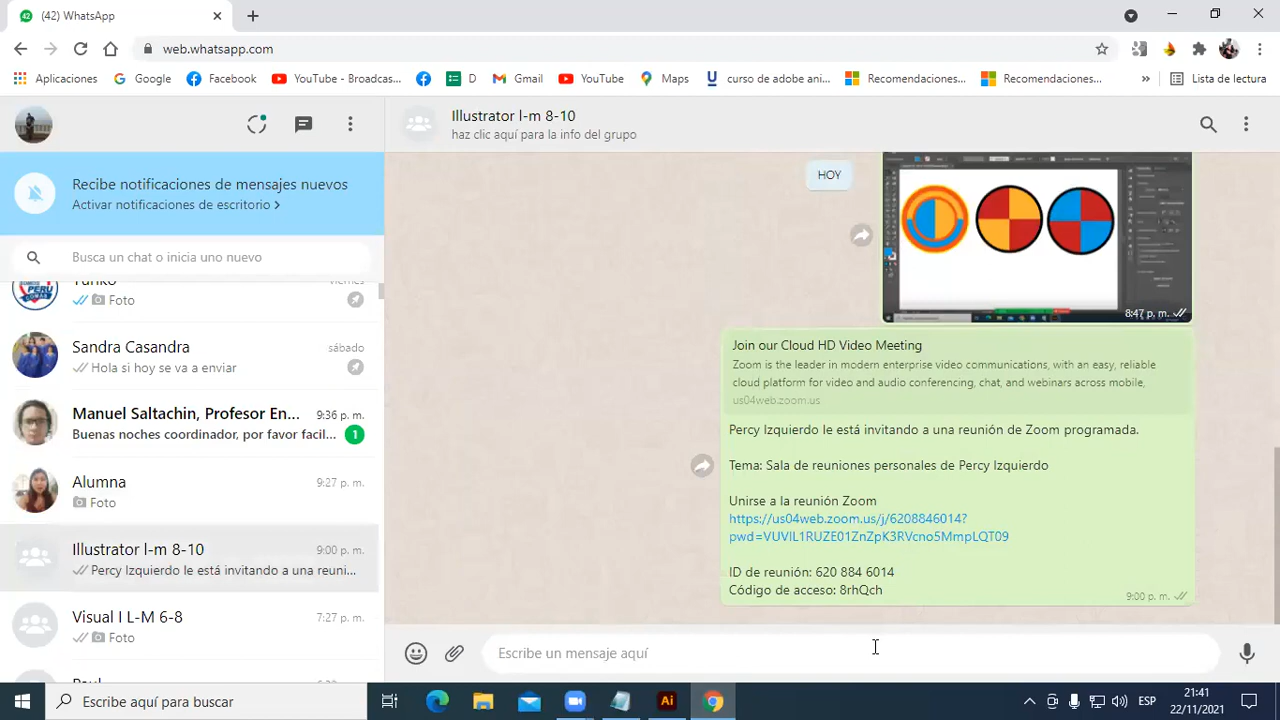 42 (42) WhatsApp
web.whatsapp.com
Aplicaciones Google Facebook YouTube - Broadcas... D Gmail YouTube Maps curso de adobe ani... Recomendaciones... Recomendaciones... » Lista de lectura
Recibe notificaciones de mensajes nuevos
Activar notificaciones de escritorio >
Busca un chat o inicia uno nuevo
Foto
Sandra Casandra sábado
Hola si hoy se va a enviar
Manuel Saltachin, Profesor En... 9:36 p. m.
Buenas noches coordinador, por favor facil... 1
Alumna 9:27 p. m.
Foto
Illustrator I-m 8-10 9:00 p. m.
Percy Izquierdo le está invitando a una reuni...
Visual I L-M 6-8 7:27 p. m.
Foto
Illustrator I-m 8-10
haz clic aquí para la info del grupo
HOY
8:47 p. m.
Join our Cloud HD Video Meeting
Zoom is the leader in modern enterprise video communications, with an easy, reliable
cloud platform for video and audio conferencing, chat, and webinars across mobile,
us04web.zoom.us
Percy Izquierdo le está invitando a una reunión de Zoom programada.
Tema: Sala de reuniones personales de Percy Izquierdo
Unirse a la reunión Zoom
https://us04web.zoom.us/j/6208846014?
pwd=VUVIL1RUZE01ZnZpK3RVcno5MmpLQT09
ID de reunión: 620 884 6014
Código de acceso: 8rhQch
9:00 p. m.
Escribe un mensaje aquí
Escribe aquí para buscar
Ai
ESP
21:41
22/11/2021